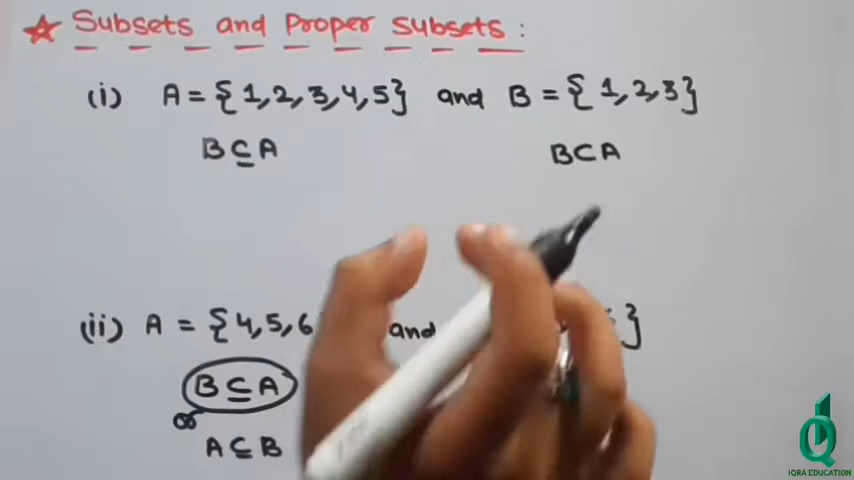 Subsets and Proper Subsets :
(i) A = {1,2,3,4,5} and B = {1,2,3}
B⊆A B⊂A
(ii) A = {4,5,6 and }
B⊆A
A⊆B
IQRA EDUCATION